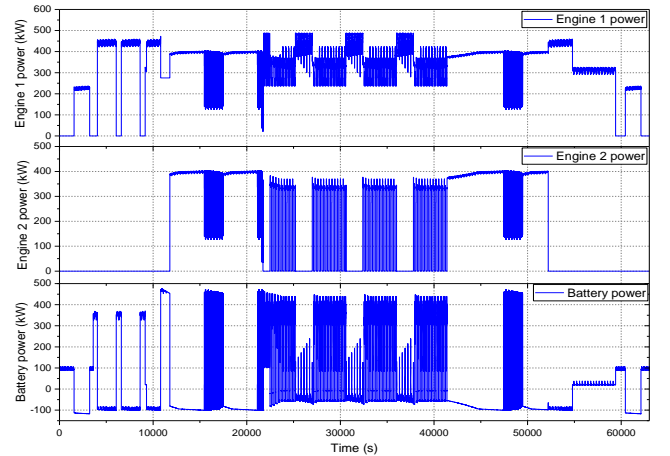 Engine 1 power (kW)
600
500
400
300
200
100
0
Engine 1 power
Engine 2 power (kW)
400
300
200
100
0
Engine 2 power
Battery power (kW)
500
400
300
200
100
0
-100
Battery power
0 10000 20000 30000 40000 50000 60000
Time (s)